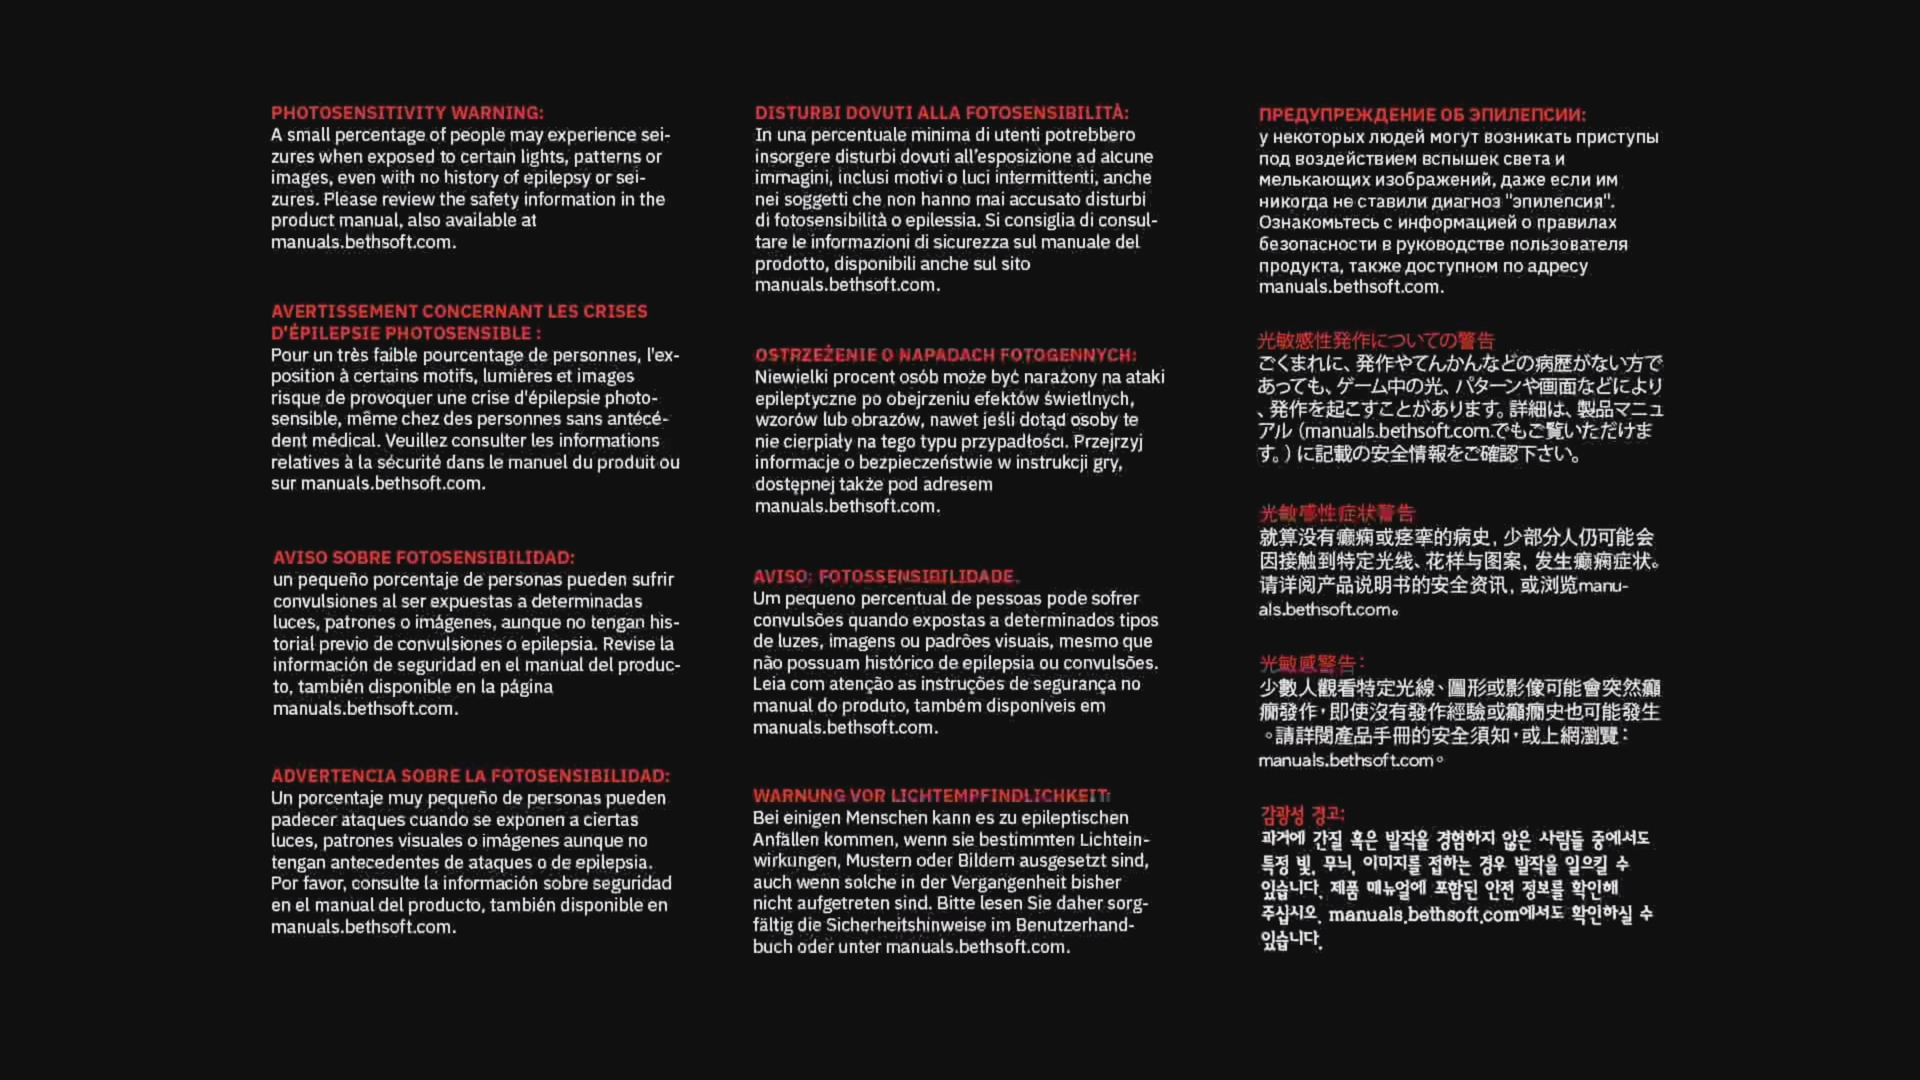 PHOTOSENSITIVITY WARNING:
A small percentage of people may experience sei-
zures when exposed to certain lights, patterns or
images, even with no history of epilepsy or sei-
zures. Please review the safety information in the
product manual, also available at
manuals.bethsoft.com.
AVERTISSEMENT CONCERNANT LES CRISES
D'ÉPILEPSIE PHOTOSENSIBLE :
Pour un très faible pourcentage de personnes, l'ex-
position à certains motifs, lumières et images
risque de provoquer une crise d'épilepsie photo-
sensible, même chez des personnes sans antécé-
dent médical. Veuillez consulter les informations
relatives à la sécurité dans le manuel du produit ou
sur manuals.bethsoft.com.
AVISO SOBRE FOTOSENSIBILIDAD:
un pequeño porcentaje de personas pueden sufrir
convulsiones al ser expuestas a determinadas
luces, patrones o imágenes, aunque no tengan his-
torial previo de convulsiones o epilepsia. Revise la
información de seguridad en el manual del produc-
to, también disponible en la página
manuals.bethsoft.com.
ADVERTENCIA SOBRE LA FOTOSENSIBILIDAD:
Un porcentaje muy pequeño de personas pueden
padecer ataques cuando se exponen a ciertas
luces, patrones visuales o imágenes aunque no
tengan antecedentes de ataques o de epilepsia.
Por favor, consulte la información sobre seguridad
en el manual del producto, también disponible en
manuals.bethsoft.com.
DISTURBI DOVUTI ALLA FOTOSENSIBILITÀ:
In una percentuale minima di utenti potrebbero
insorgere disturbi dovuti all'esposizione ad alcune
immagini, inclusi motivi o luci intermittenti, anche
nei soggetti che non hanno mai accusato disturbi
di fotosensibilità o epilessia. Si consiglia di consul-
tare le informazioni di sicurezza sul manuale del
prodotto, disponibili anche sul sito
manuals.bethsoft.com.
OSTRZEŻENIE O NAPADACH FOTOGENNYCH:
Niewielki procent osób może być narażony na ataki
epileptyczne po obejrzeniu efektów świetlnych,
wzorów lub obrazów, nawet jeśli dotąd osoby te
nie cierpiały na tego typu przypadłości. Przejrzyj
informacje o bezpieczeństwie w instrukcji gry,
dostępnej także pod adresem
manuals.bethsoft.com.
AVISO: FOTOSSENSIBILIDADE.
Um pequeno percentual de pessoas pode sofrer
convulsões quando expostas a determinados tipos
de luzes, imagens ou padrões visuais, mesmo que
não possuam histórico de epilepsia ou convulsões.
Leia com atenção as instruções de segurança no
manual do produto, também disponíveis em
manuals.bethsoft.com.
WARNUNG VOR LICHTEMPFINDLICHKEIT:
Bei einigen Menschen kann es zu epileptischen
Anfällen kommen, wenn sie bestimmten Lichtein-
wirkungen, Mustern oder Bildern ausgesetzt sind,
auch wenn solche in der Vergangenheit bisher
nicht aufgetreten sind. Bitte lesen Sie daher sorg-
fältig die Sicherheitshinweise im Benutzerhand-
buch oder unter manuals.bethsoft.com.
ПРЕДУПРЕЖДЕНИЕ ОБ ЭПИЛЕПСИИ:
у некоторых людей могут возникать приступы
под воздействием вспышек света и
мелькающих изображений, даже если им
никогда не ставили диагноз "эпилепсия".
Ознакомьтесь с информацией о правилах
безопасности в руководстве пользователя
продукта, также доступном по адресу
manuals.bethsoft.com.
光敏感性発作についての警告
ごくまれに、発作やてんかんなどの病歴がない方で
あっても、ゲーム中の光、パターンや画面などにより
、発作を起こすことがあります。詳細は、製品マニュ
アル（manuals.bethsoft.comでもご覧いただけま
す。）に記載の安全情報をご確認下さい。
光敏感性症状警告
就算没有癫痫或痉挛的病史，少部分人仍可能会
因接触到特定光线、花样与图案，发生癫痫症状。
请详阅产品说明书的安全资讯，或浏览manu-
als.bethsoft.com。
光敏感警告：
少數人觀看特定光線、圖形或影像可能會突然癲
癇發作，即使沒有發作經驗或癲癇史也可能發生
。請詳閱產品手冊的安全須知，或上網瀏覽：
manuals.bethsoft.com。
감광성 경고:
과거에 간질 혹은 발작을 경험하지 않은 사람들 중에서도
특정 빛, 무늬, 이미지를 접하는 경우 발작을 일으킬 수
있습니다. 제품 매뉴얼에 포함된 안전 정보를 확인해
주십시오. manuals.bethsoft.com에서도 확인하실 수
있습니다.